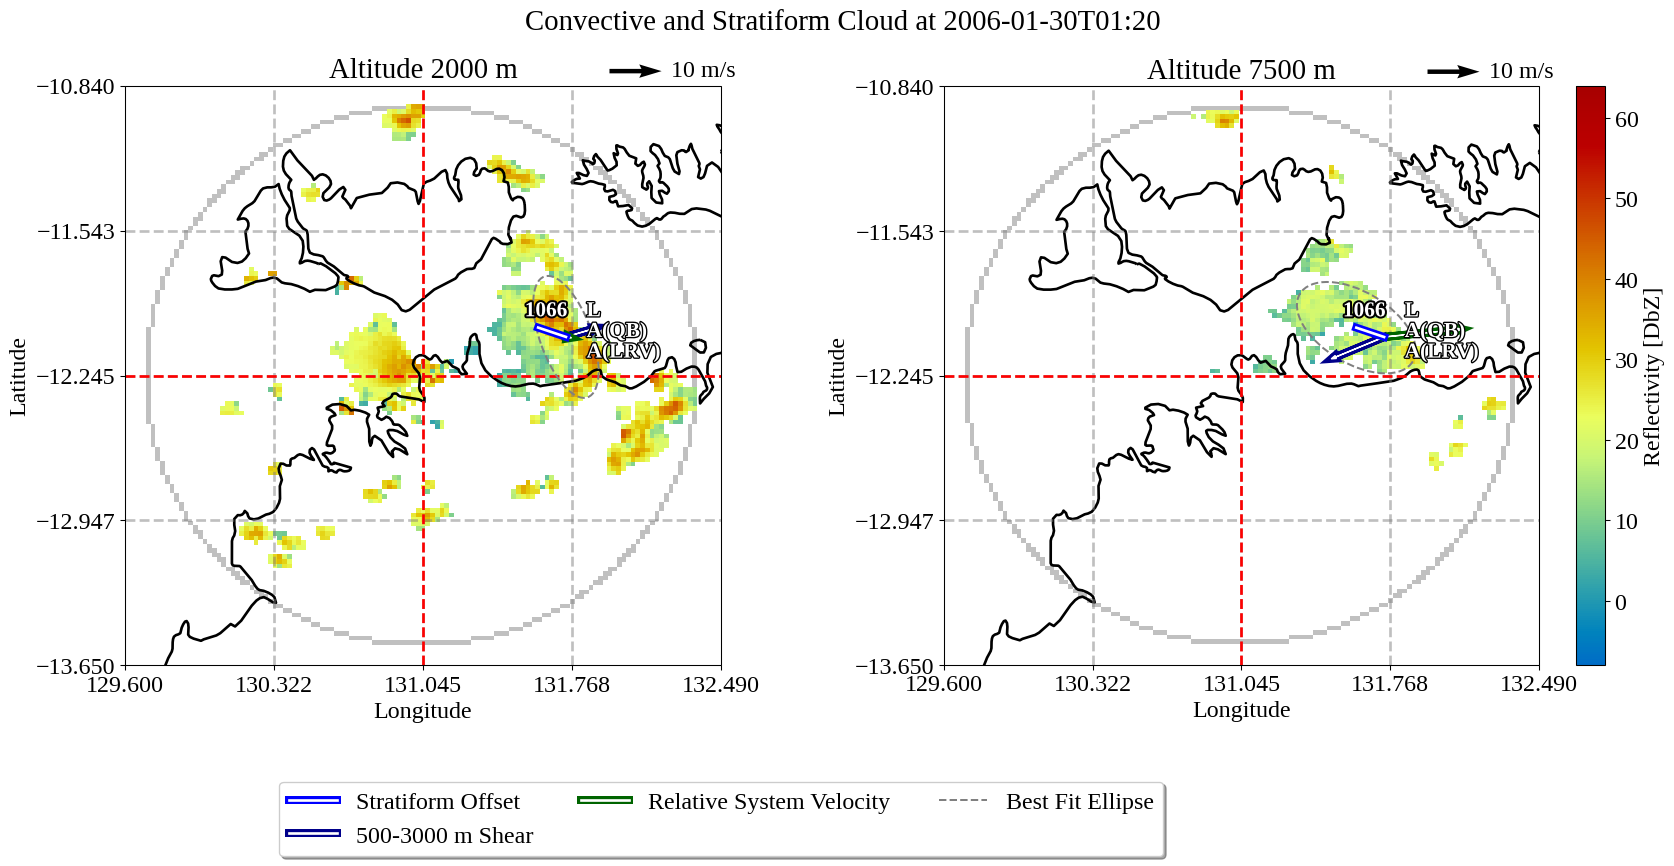 Convective and Stratiform Cloud at 2006-01-30T01:20
Altitude 2000 m
10 m/s
Altitude 7500 m
10 m/s
−10.840
−11.543
−12.245
−12.947
−13.650
129.600
130.322
131.045
131.768
132.490
Longitude
Latitude
1066
L
A(QB)
A(LRV)
−10.840
−11.543
−12.245
−12.947
−13.650
129.600
130.322
131.045
131.768
132.490
Longitude
Latitude
1066
L
A(QB)
A(LRV)
60
50
40
30
20
10
0
Reflectivity [DbZ]
Stratiform Offset
500-3000 m Shear
Relative System Velocity
Best Fit Ellipse